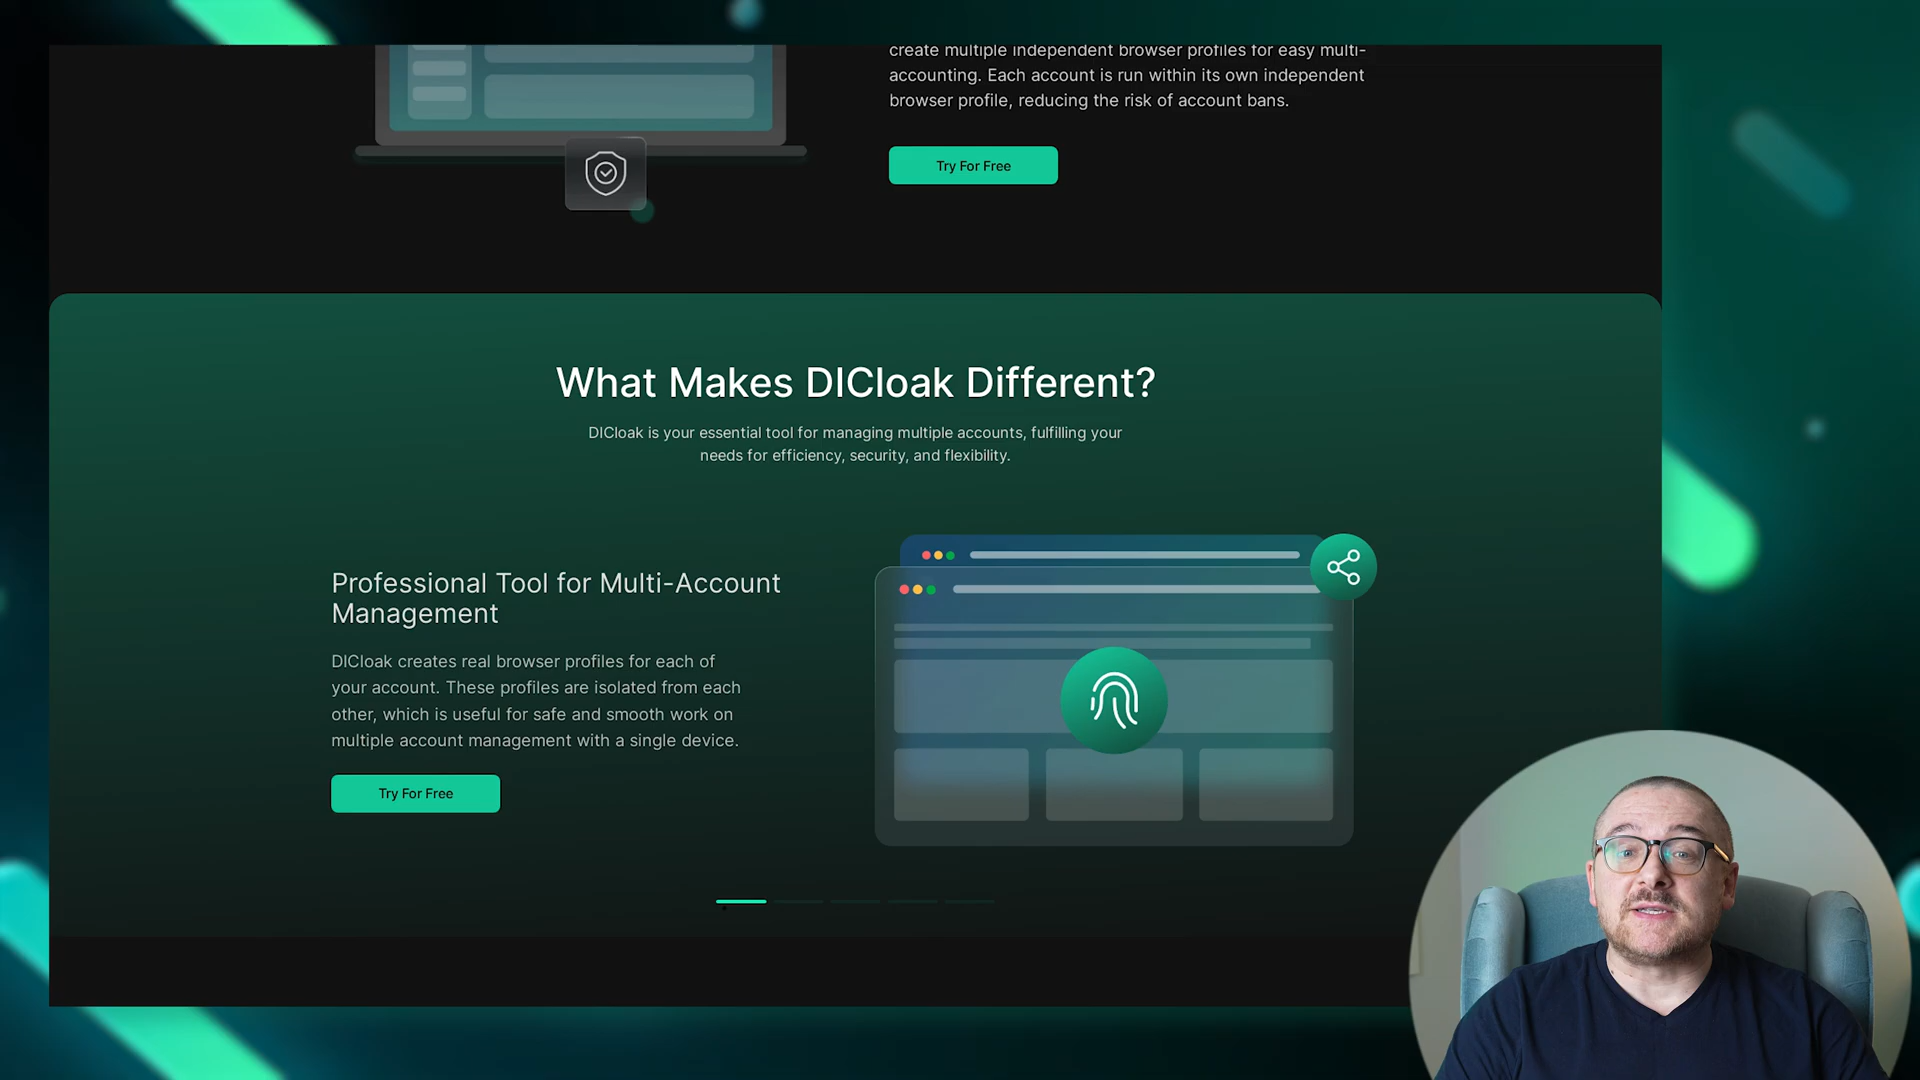 create multiple independent browser profiles for easy multi-
accounting. Each account is run within its own independent
browser profile, reducing the risk of account bans.
Try For Free
What Makes DICloak Different?
DICloak is your essential tool for managing multiple accounts, fulfilling your
needs for efficiency, security, and flexibility.
Professional Tool for Multi-Account
Management
DICloak creates real browser profiles for each of
your account. These profiles are isolated from each
other, which is useful for safe and smooth work on
multiple account management with a single device.
Try For Free